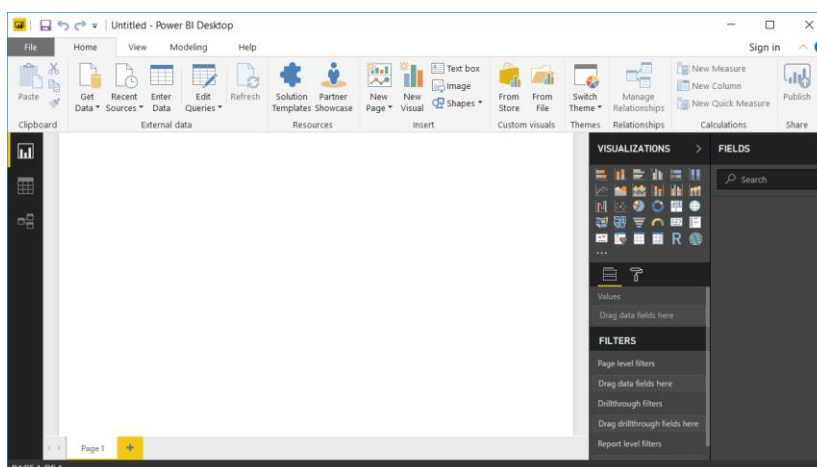 Untitled - Power BI Desktop
File Home View Modeling Help Sign in
Paste
Get Data
Recent Sources
Enter Data
Edit Queries
Refresh
Solution Templates
Partner Showcase
New Page
New Visual
Text box
Image
Shapes
From Store
From File
Switch Theme
Manage Relationships
New Measure
New Column
New Quick Measure
Publish
Clipboard External data Resources Insert Custom visuals Themes Relationships Calculations Share
VISUALIZATIONS
R
Values
Drag data fields here
FILTERS
Page level filters
Drag data fields here
Drillthrough filters
Drag drillthrough fields here
Report level filters
FIELDS
Search
Page 1
PAGE 1 OF 1